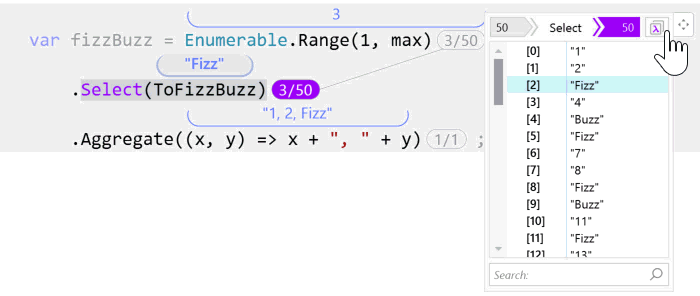 3
var fizzBuzz = Enumerable.Range(1, max) 3/50
"Fizz"
.Select(ToFizzBuzz) 3/50
"1, 2, Fizz"
.Aggregate((x, y) => x + ", " + y) 1/1 ;
50 Select 50
[0] "1"
[1] "2"
[2] "Fizz"
[3] "4"
[4] "Buzz"
[5] "Fizz"
[6] "7"
[7] "8"
[8] "Fizz"
[9] "Buzz"
[10] "11"
[11] "Fizz"
[12] "13"
Search: